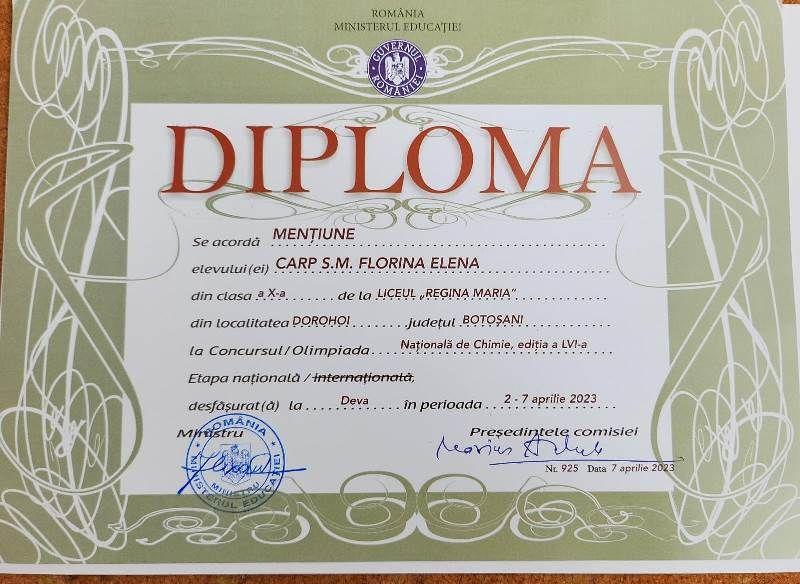 ROMÂNIA
MINISTERUL EDUCAȚIEI
GUVERNUL ROMÂNIEI
DIPLOMA
Se acordă MENȚIUNE
elevului(ei) CARP S.M. FLORINA ELENA
din clasa a X-a de la LICEUL „REGINA MARIA”
din localitatea DOROHOI județul BOTOȘANI
la Concursul/Olimpiada Națională de Chimie, ediția a LVI-a
Etapa națională / Internațională,
desfășurat(ă) la Deva în perioada 2 - 7 aprilie 2023
Ministru Președintele comisiei
ROMÂNIA
MINISTRU
MINISTERUL EDUCAȚIEI
Nr. 925 Data 7 aprilie 2023